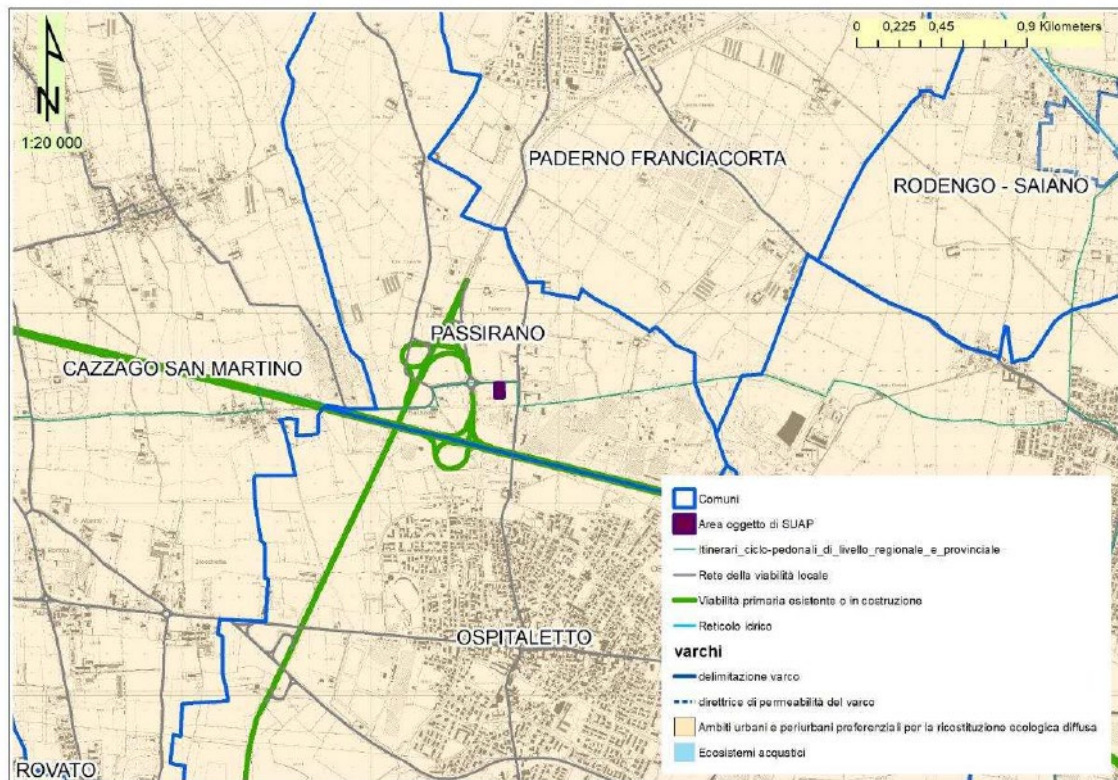 0 0,225 0,45 0,9 Kilometers
N
1:20 000
PADERNO FRANCIACORTA
RODENGO - SAIANO
PASSIRANO
CAZZAGO SAN MARTINO
OSPITALETTO
ROVATO
Comuni
Area oggetto di SUAP
Itinerari_ciclo-pedonali_di_livello_regionale_e_provinciale
Rete della viabilità locale
Viabilità primaria esistente o in costruzione
Reticolo idrico
varchi
delimitazione varco
direttrice di permeabilità del varco
Ambiti urbani e periurbani preferenziali per la ricostituzione ecologica diffusa
Ecosistemi acquatici